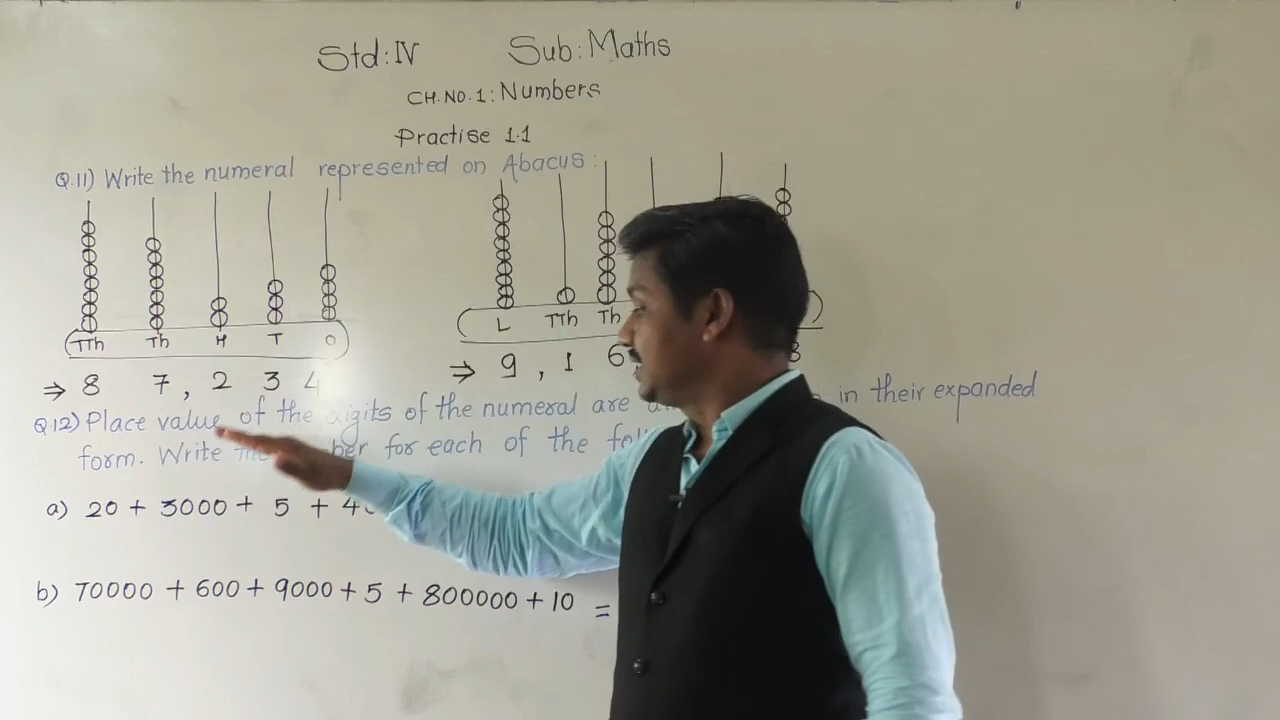 Std: IV Sub: Maths
CH. NO. 1: Numbers
Practise 1.1
Q.11) Write the numeral represented on Abacus:
TTh Th H T O L TTh Th
⇒ 8 7, 2 3 4 ⇒ 9, 1 6
Q.12) Place value of the digits of the numeral are in their expanded
form. Write for each of the
a) 20 + 3000 + 5 +
b) 70000 + 600 + 9000 + 5 + 800000 + 10 =